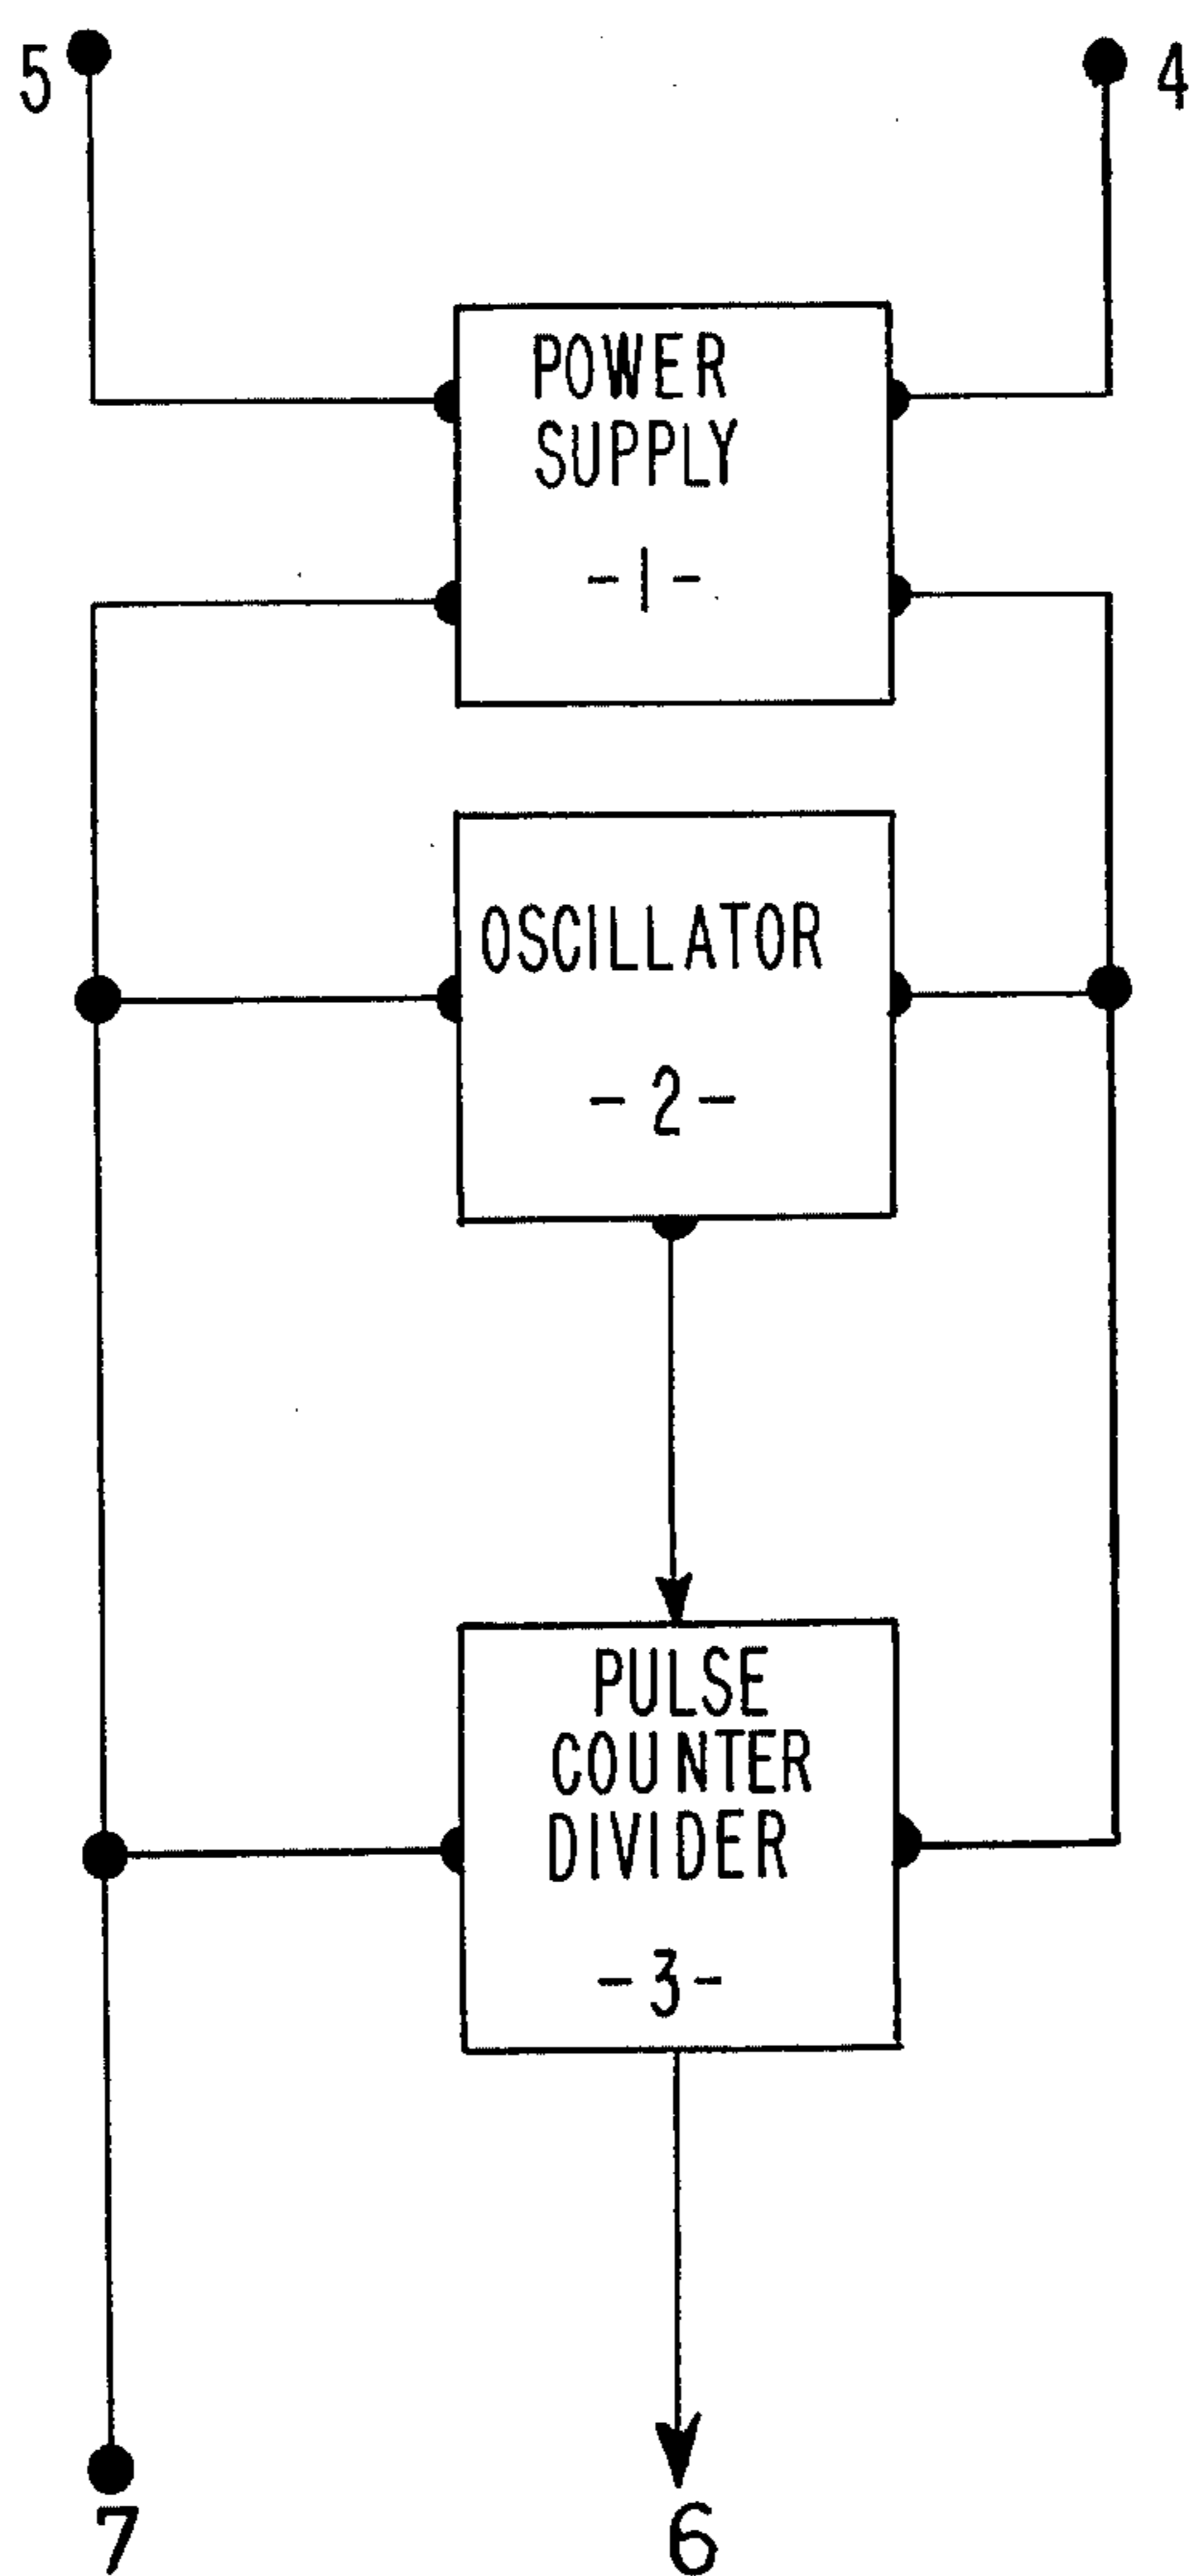 5
4
POWER
SUPPLY
-1-
OSCILLATOR
-2-
PULSE
COUNTER
DIVIDER
-3-
7
6